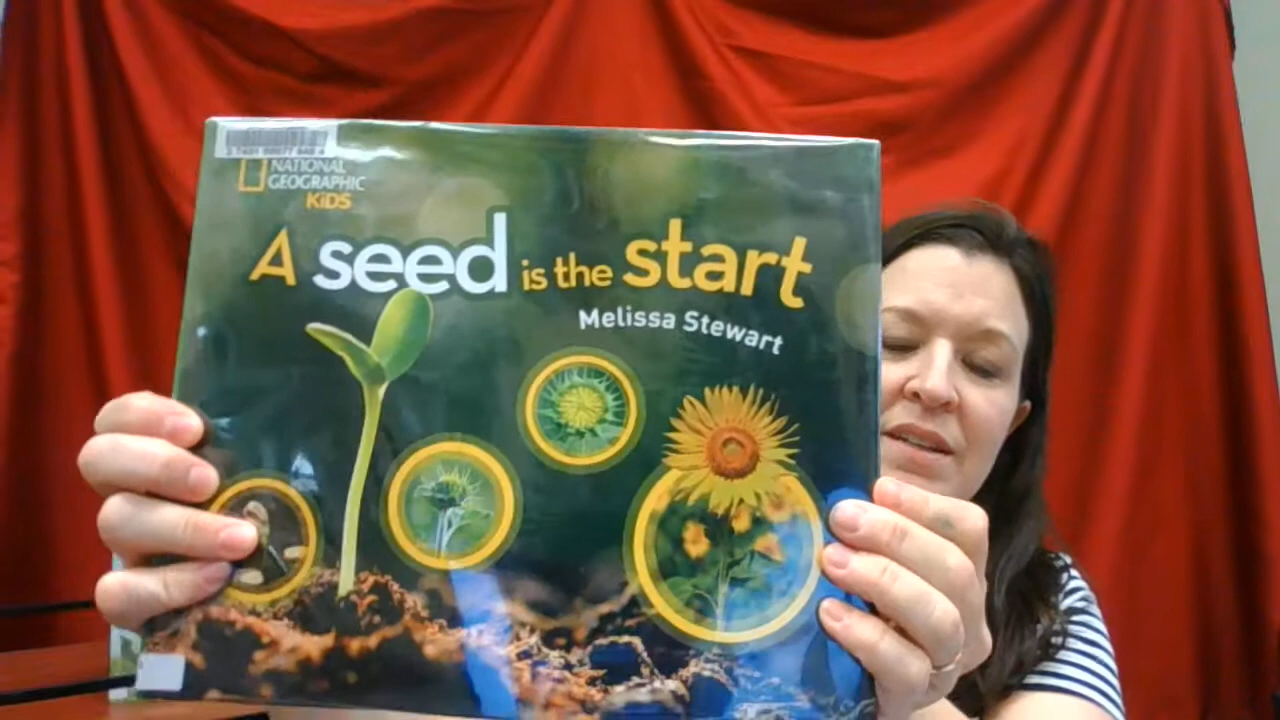 NATIONAL
GEOGRAPHIC
KiDS
A seed is the start
Melissa Stewart